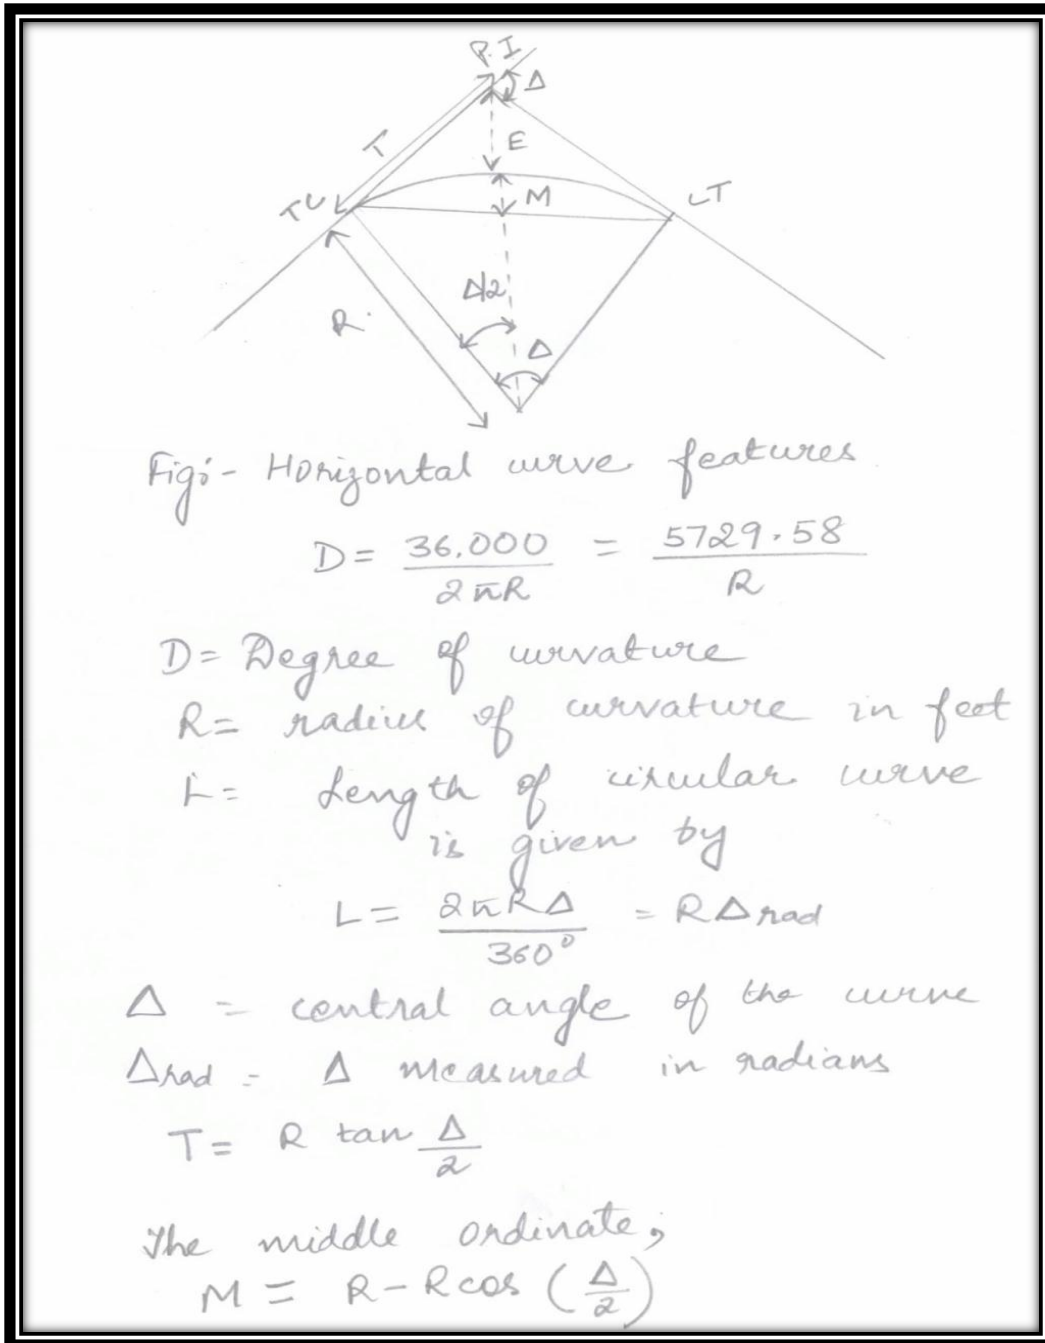 P.I
Δ
T
E
TC
M
CT
Δ/2
R
Δ
Fig:- Horizontal curve features
D = 36,000 / 2πR = 5729.58 / R
D = Degree of curvature
R = radius of curvature in feet
L = Length of circular curve
is given by
L = 2πRΔ / 360° = RΔ rad
Δ = central angle of the curve
Δrad = Δ measured in radians
T = R tan Δ/2
The middle ordinate,
M = R - R cos (Δ/2)